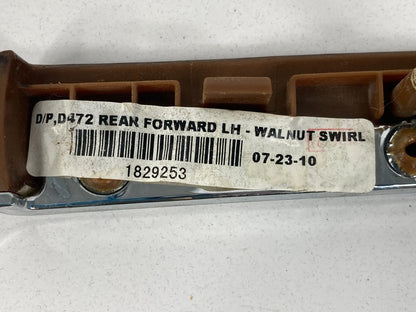 D/P,D472 REAR FORWARD LH - WALNUT SWIRL
07-23-10
1829253